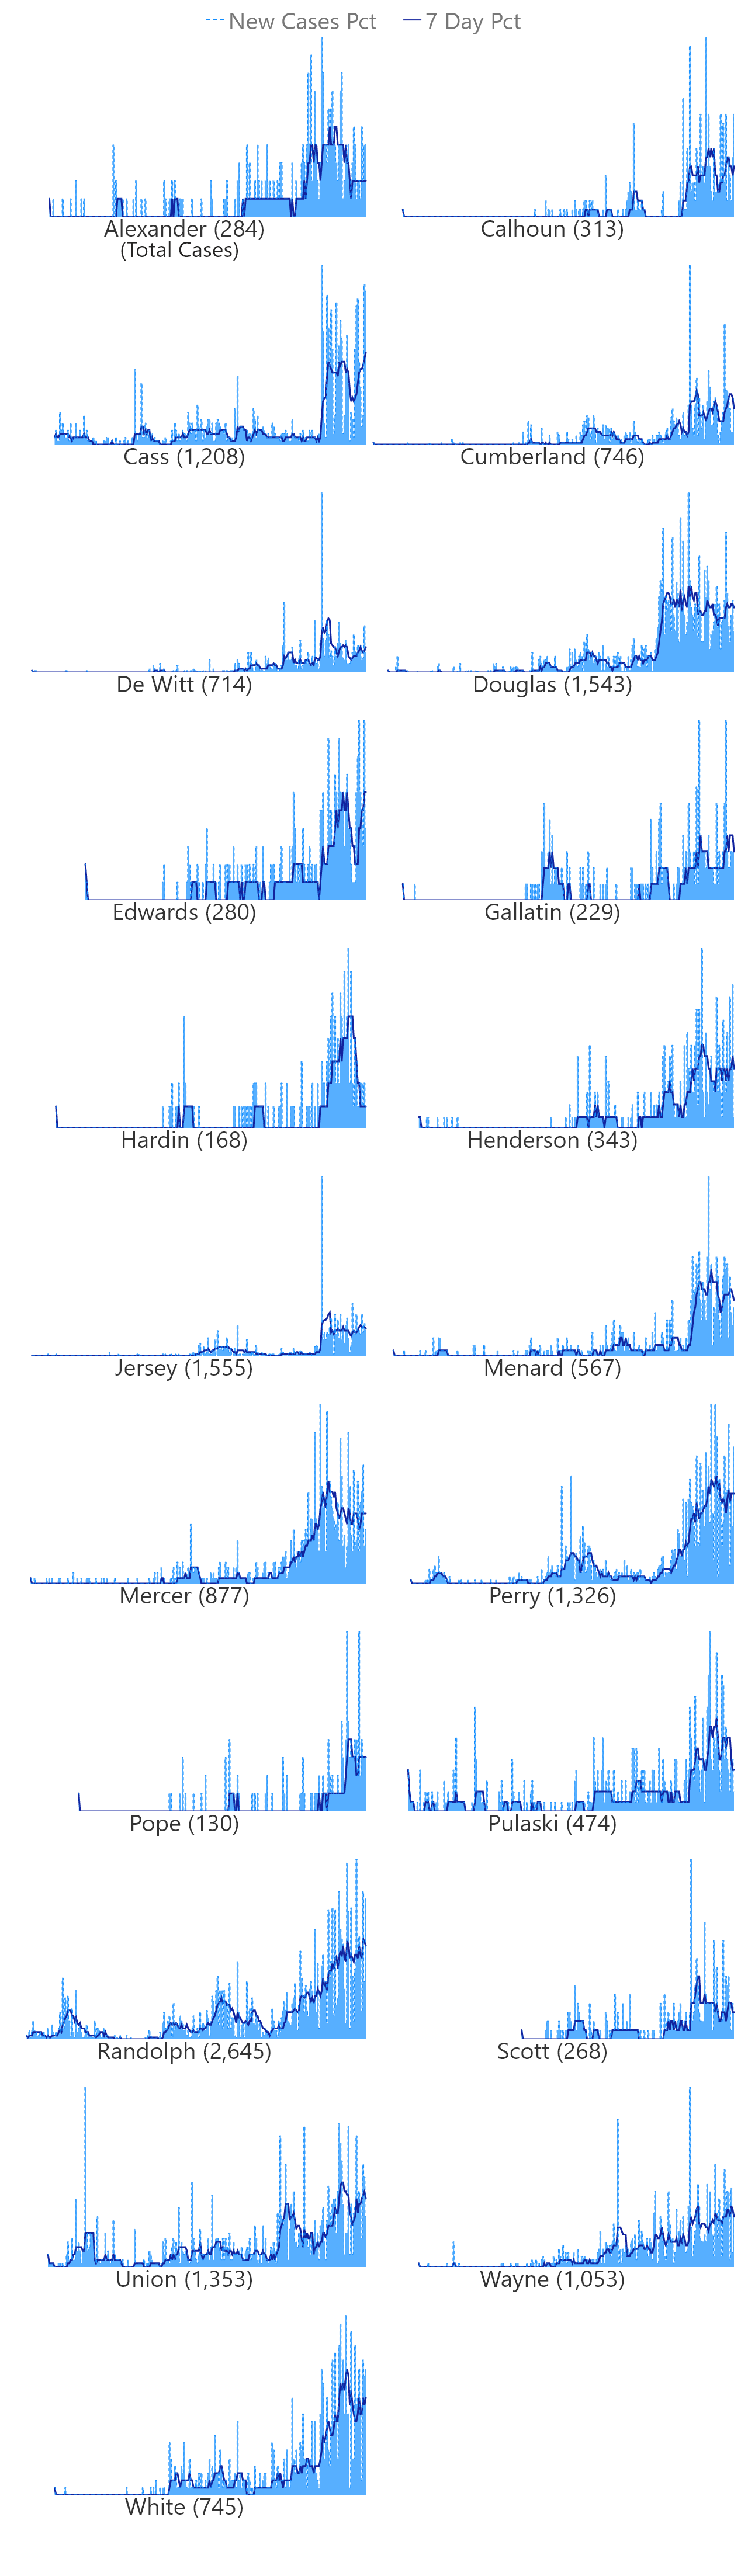 New Cases Pct 7 Day Pct
Alexander (284) Calhoun (313)
(Total Cases)
Cass (1,208) Cumberland (746)
De Witt (714) Douglas (1,543)
Edwards (280) Gallatin (229)
Hardin (168) Henderson (343)
Jersey (1,555) Menard (567)
Mercer (877) Perry (1,326)
Pope (130) Pulaski (474)
Randolph (2,645) Scott (268)
Union (1,353) Wayne (1,053)
White (745)